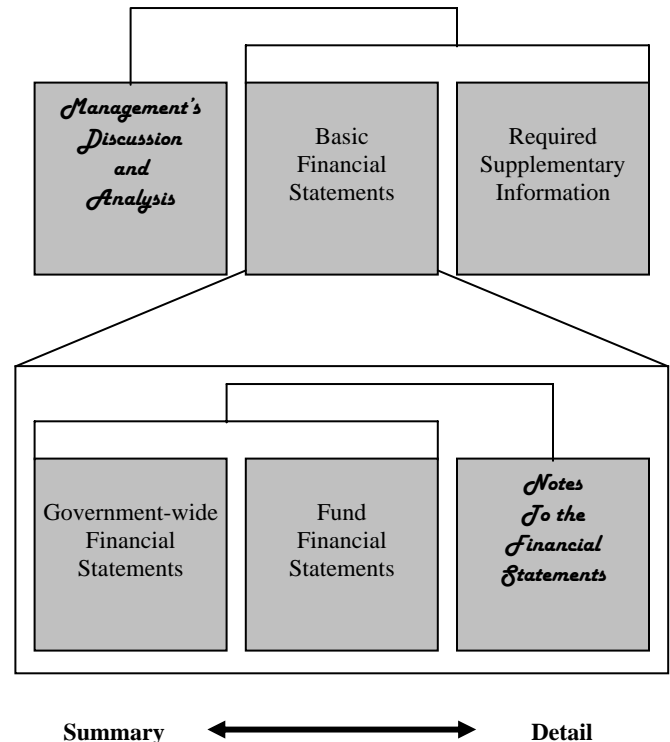 Management's
Discussion
and
Analysis
Basic
Financial
Statements
Required
Supplementary
Information
Government-wide
Financial
Statements
Fund
Financial
Statements
Notes
To the
Financial
Statements
Summary
Detail